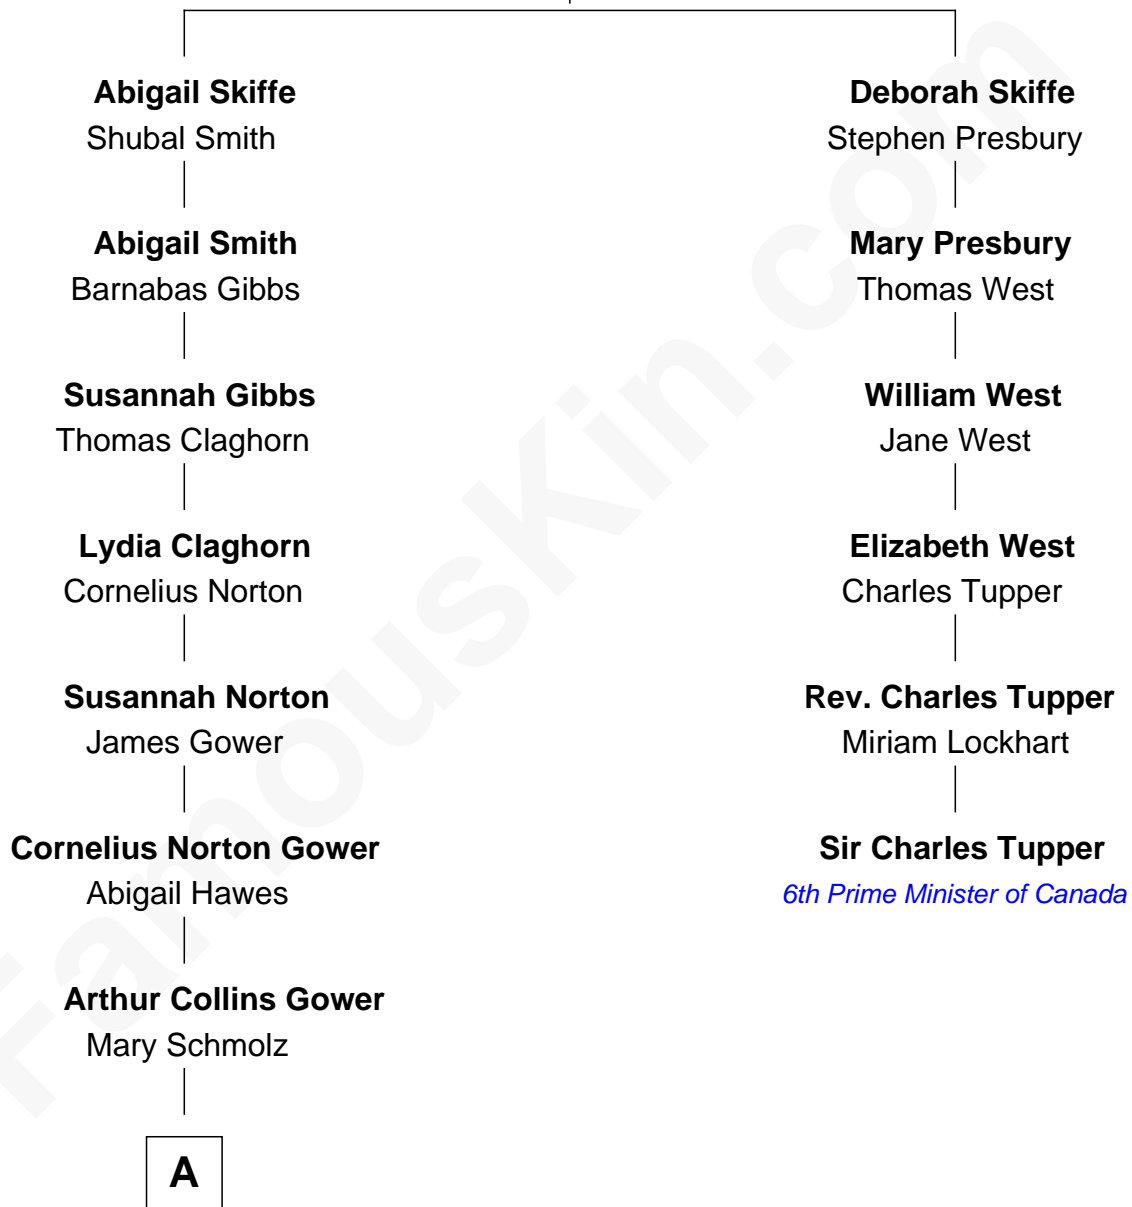 Abigail Skiffe
Shubal Smith
Abigail Smith
Barnabas Gibbs
Susannah Gibbs
Thomas Claghorn
Lydia Claghorn
Cornelius Norton
Susannah Norton
James Gower
Cornelius Norton Gower
Abigail Hawes
Arthur Collins Gower
Mary Schmolz
A
Deborah Skiffe
Stephen Presbury
Mary Presbury
Thomas West
William West
Jane West
Elizabeth West
Charles Tupper
Rev. Charles Tupper
Miriam Lockhart
Sir Charles Tupper
6th Prime Minister of Canada
FamousKin.com